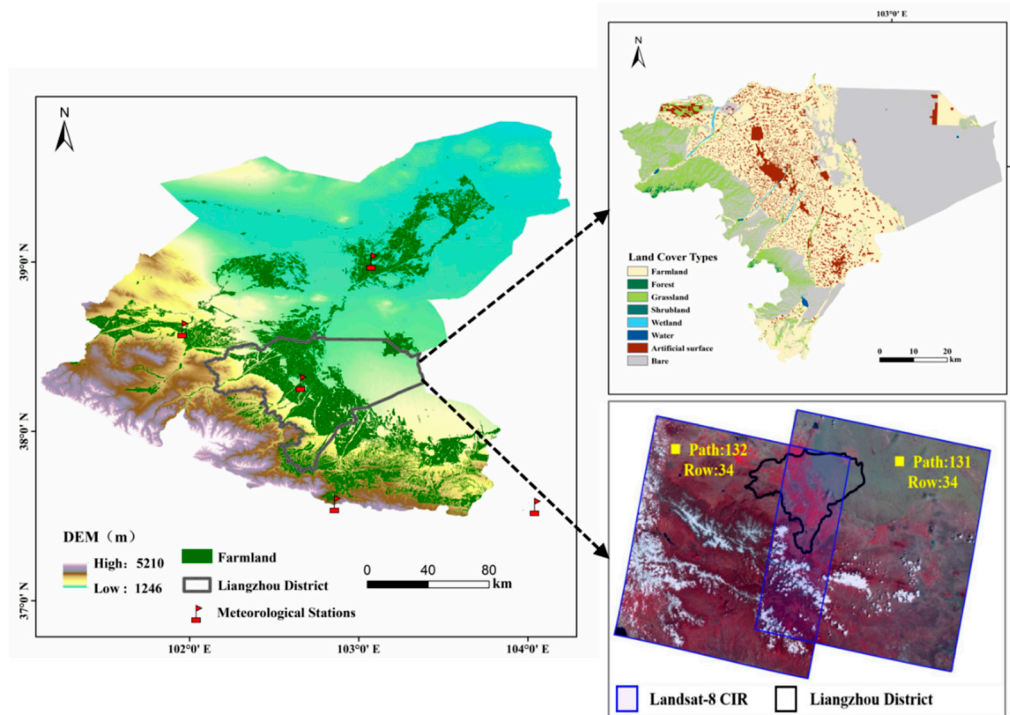 N
39°0′ N
38°0′ N
37°0′ N
102°0′ E
103°0′ E
104°0′ E
DEM（m）
High：5210
Low：1246
Farmland
Liangzhou District
Meteorological Stations
0 40 80
km
103°0′ E
N
Land Cover Types
Farmland
Forest
Grassland
Shrubland
Wetland
Water
Artificial surface
Bare
0 10 20
km
Path:132
Row:34
Path:131
Row:34
Landsat-8 CIR
Liangzhou District